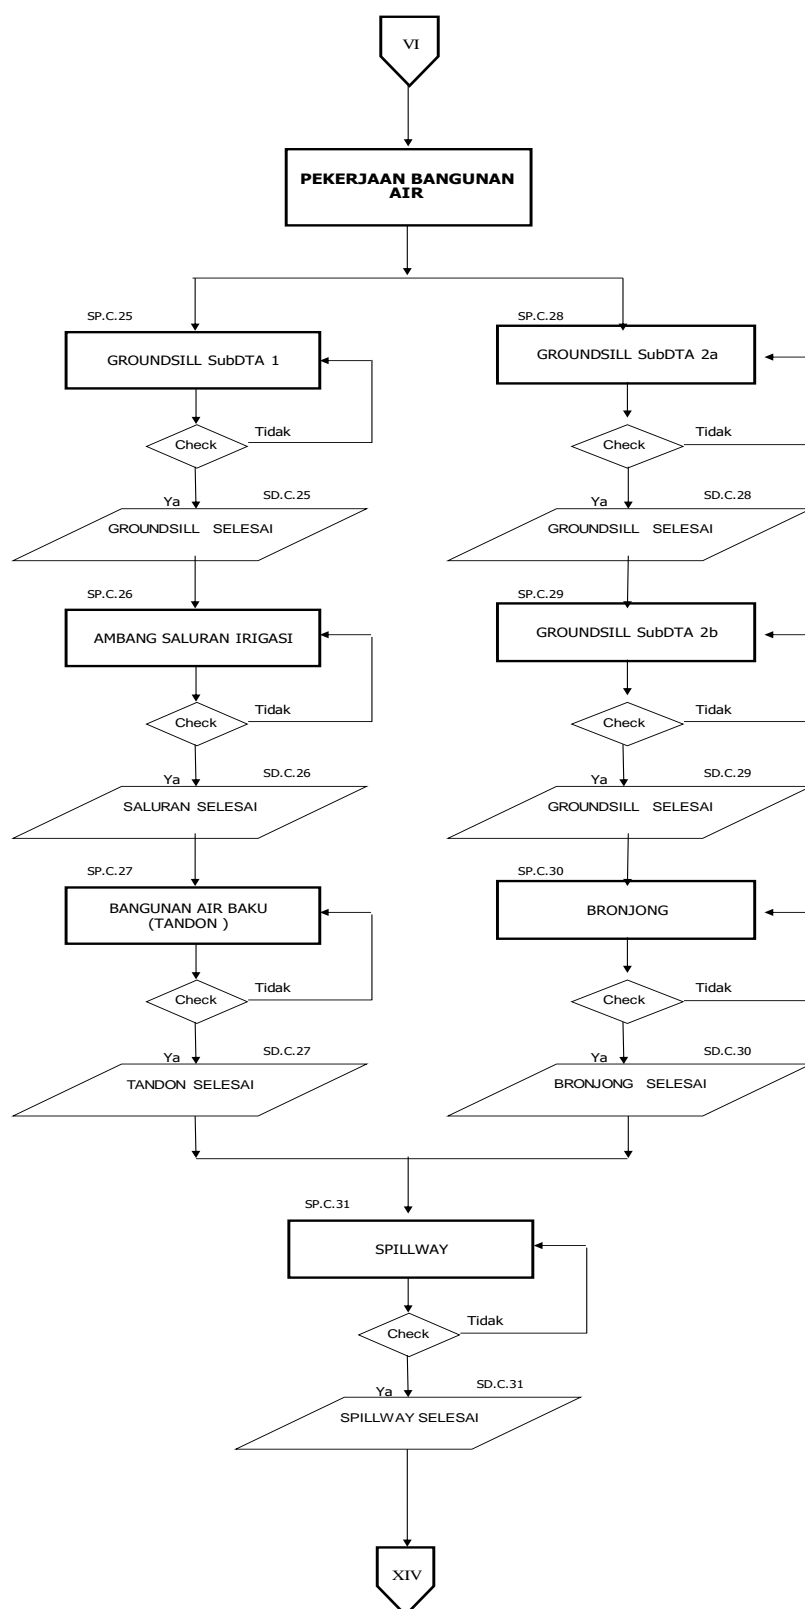 VI
PEKERJAAN BANGUNAN
AIR
SP.C.25
GROUNDSILL SubDTA 1
Check
Tidak
Ya
SD.C.25
GROUNDSILL SELESAI
SP.C.26
AMBANG SALURAN IRIGASI
Check
Tidak
Ya
SD.C.26
SALURAN SELESAI
SP.C.27
BANGUNAN AIR BAKU
(TANDON )
Check
Tidak
Ya
SD.C.27
TANDON SELESAI
SP.C.28
GROUNDSILL SubDTA 2a
Check
Tidak
Ya
SD.C.28
GROUNDSILL SELESAI
SP.C.29
GROUNDSILL SubDTA 2b
Check
Tidak
Ya
SD.C.29
GROUNDSILL SELESAI
SP.C.30
BRONJONG
Check
Tidak
Ya
SD.C.30
BRONJONG SELESAI
SP.C.31
SPILLWAY
Check
Tidak
Ya
SD.C.31
SPILLWAY SELESAI
XIV